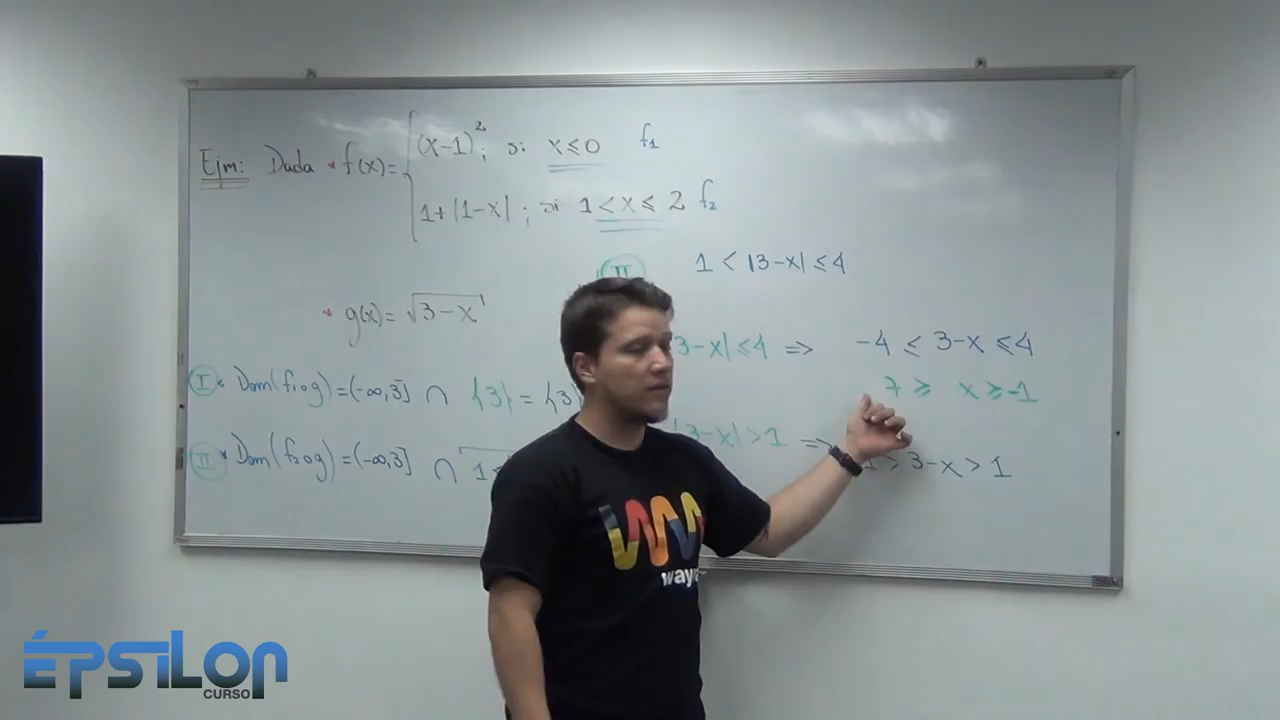 Ejm: Dada * f(x)= { (x-1)²; si x⩽0 f₁
1+|1-x| ; si 1<x⩽2 f₂
II 1 < |3-x| ⩽4
* g(x)= √3-x
3-x|⩽4 => -4 ⩽ 3-x ⩽4
I * Dom(f₁og)=(-∞,3] ∩ {3} = {3}
7 ⩾ x⩾-1
|3-x|>1 =>
II * Dom(f₂og)=(-∞,3] ∩
> 3-x > 1
way
ÉPSILON
CURSO